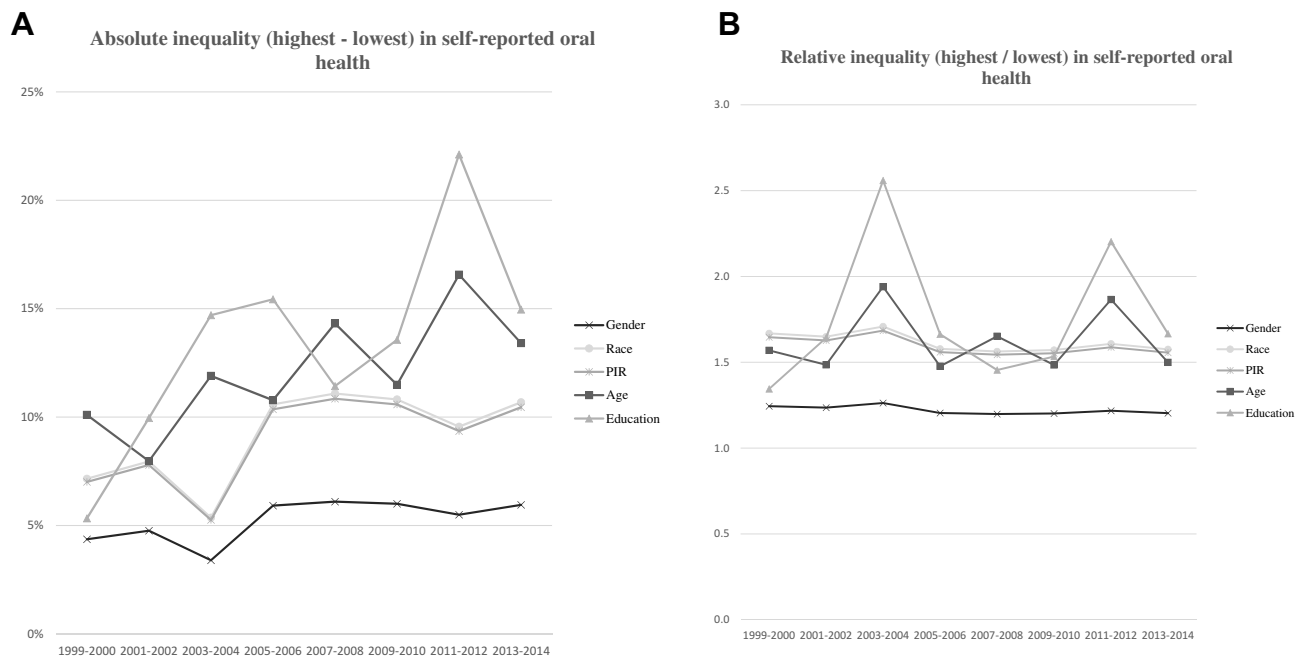 A
Absolute inequality (highest - lowest) in self-reported oral
health
25%
20%
15%
10%
5%
0%
1999-2000 2001-2002 2003-2004 2005-2006 2007-2008 2009-2010 2011-2012 2013-2014
Gender
Race
PIR
Age
Education
B
Relative inequality (highest / lowest) in self-reported oral
health
3.0
2.5
2.0
1.5
1.0
0.5
0.0
1999-2000 2001-2002 2003-2004 2005-2006 2007-2008 2009-2010 2011-2012 2013-2014
Gender
Race
PIR
Age
Education